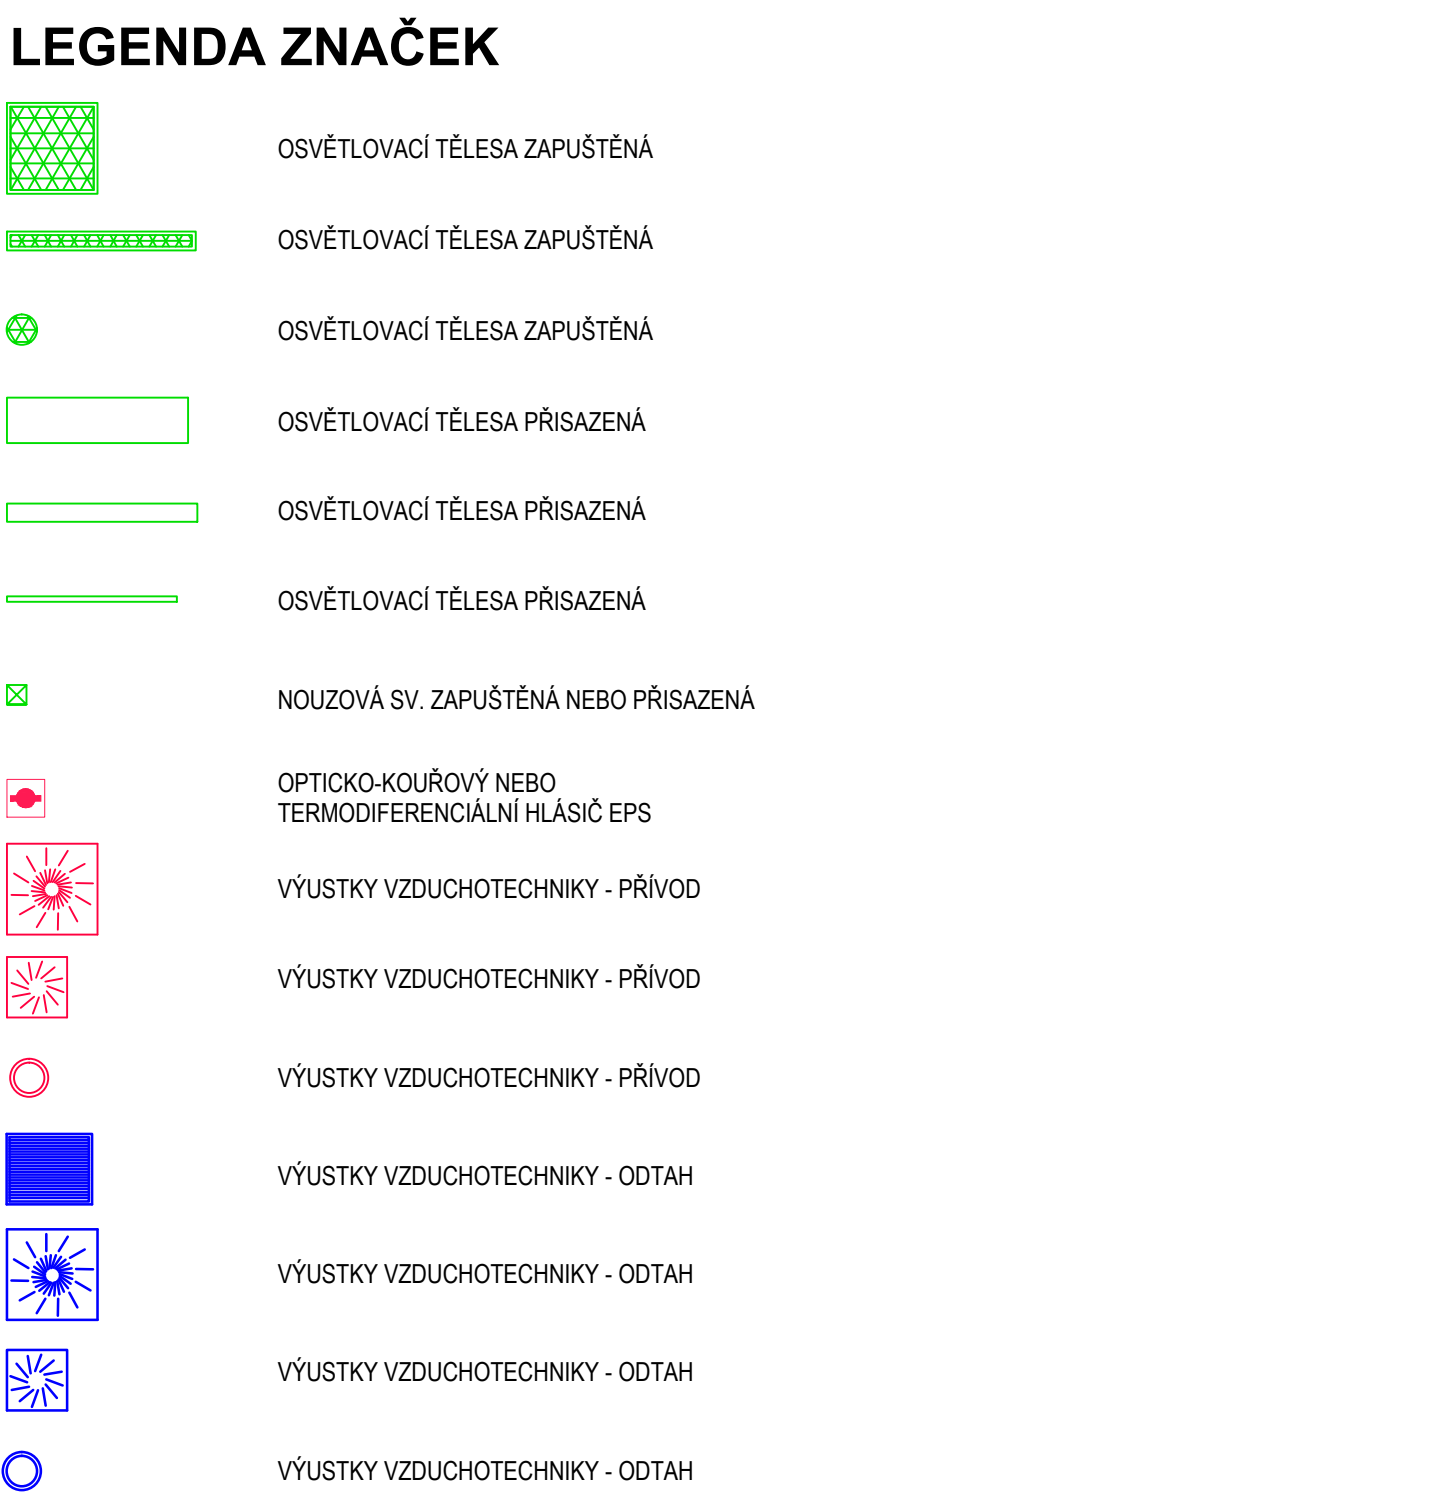 LEGENDA ZNAČEK
OSVĚTLOVACÍ TĚLESA ZAPUŠTĚNÁ
OSVĚTLOVACÍ TĚLESA ZAPUŠTĚNÁ
OSVĚTLOVACÍ TĚLESA ZAPUŠTĚNÁ
OSVĚTLOVACÍ TĚLESA PŘISAZENÁ
OSVĚTLOVACÍ TĚLESA PŘISAZENÁ
OSVĚTLOVACÍ TĚLESA PŘISAZENÁ
NOUZOVÁ SV. ZAPUŠTĚNÁ NEBO PŘISAZENÁ
OPTICKO-KOUŘOVÝ NEBO
TERMODIFERENCIÁLNÍ HLÁSIČ EPS
VÝUSTKY VZDUCHOTECHNIKY - PŘÍVOD
VÝUSTKY VZDUCHOTECHNIKY - PŘÍVOD
VÝUSTKY VZDUCHOTECHNIKY - PŘÍVOD
VÝUSTKY VZDUCHOTECHNIKY - ODTAH
VÝUSTKY VZDUCHOTECHNIKY - ODTAH
VÝUSTKY VZDUCHOTECHNIKY - ODTAH
VÝUSTKY VZDUCHOTECHNIKY - ODTAH